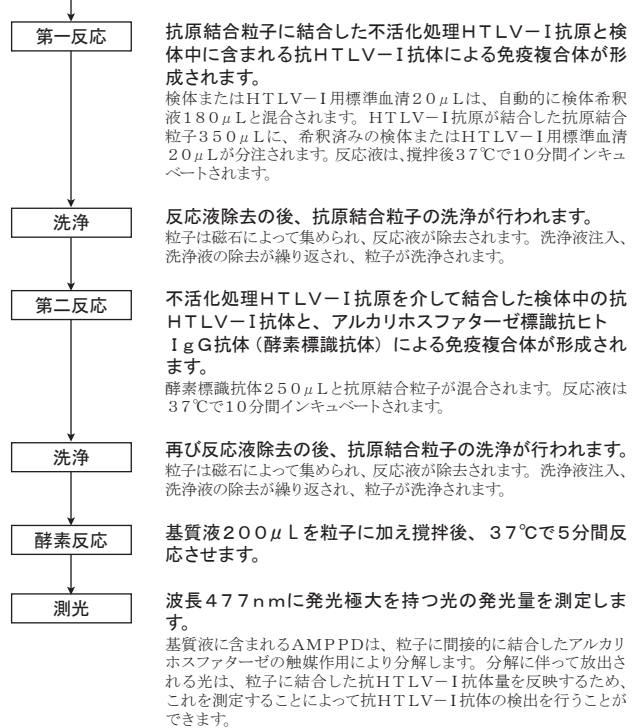 第一反応
抗原結合粒子に結合した不活化処理HTLV－I抗原と検
体中に含まれる抗HTLV－I抗体による免疫複合体が形
成されます。
検体またはHTLV－I用標準血清20μLは、自動的に検体希釈
液180μLと混合されます。HTLV－I抗原が結合した抗原結合
粒子350μLに、希釈済みの検体またはHTLV－I用標準血清
20μLが分注されます。反応液は、攪拌後37℃で10分間インキュ
ベートされます。
洗浄
反応液除去の後、抗原結合粒子の洗浄が行われます。
粒子は磁石によって集められ、反応液が除去されます。洗浄液注入、
洗浄液の除去が繰り返され、粒子が洗浄されます。
第二反応
不活化処理HTLV－I抗原を介して結合した検体中の抗
HTLV－I抗体と、アルカリホスファターゼ標識抗ヒト
IgG抗体（酵素標識抗体）による免疫複合体が形成され
ます。
酵素標識抗体250μLと抗原結合粒子が混合されます。反応液は
37℃で10分間インキュベートされます。
洗浄
再び反応液除去の後、抗原結合粒子の洗浄が行われます。
粒子は磁石によって集められ、反応液が除去されます。洗浄液注入、
洗浄液の除去が繰り返され、粒子が洗浄されます。
酵素反応
基質液200μLを粒子に加え攪拌後、37℃で5分間反
応させます。
測光
波長477nmに発光極大を持つ光の発光量を測定しま
す。
基質液に含まれるAMPPDは、粒子に間接的に結合したアルカリ
ホスファターゼの触媒作用により分解します。分解に伴って放出さ
れる光は、粒子に結合した抗HTLV－I抗体量を反映するため、
これを測定することによって抗HTLV－I抗体の検出を行うことが
できます。